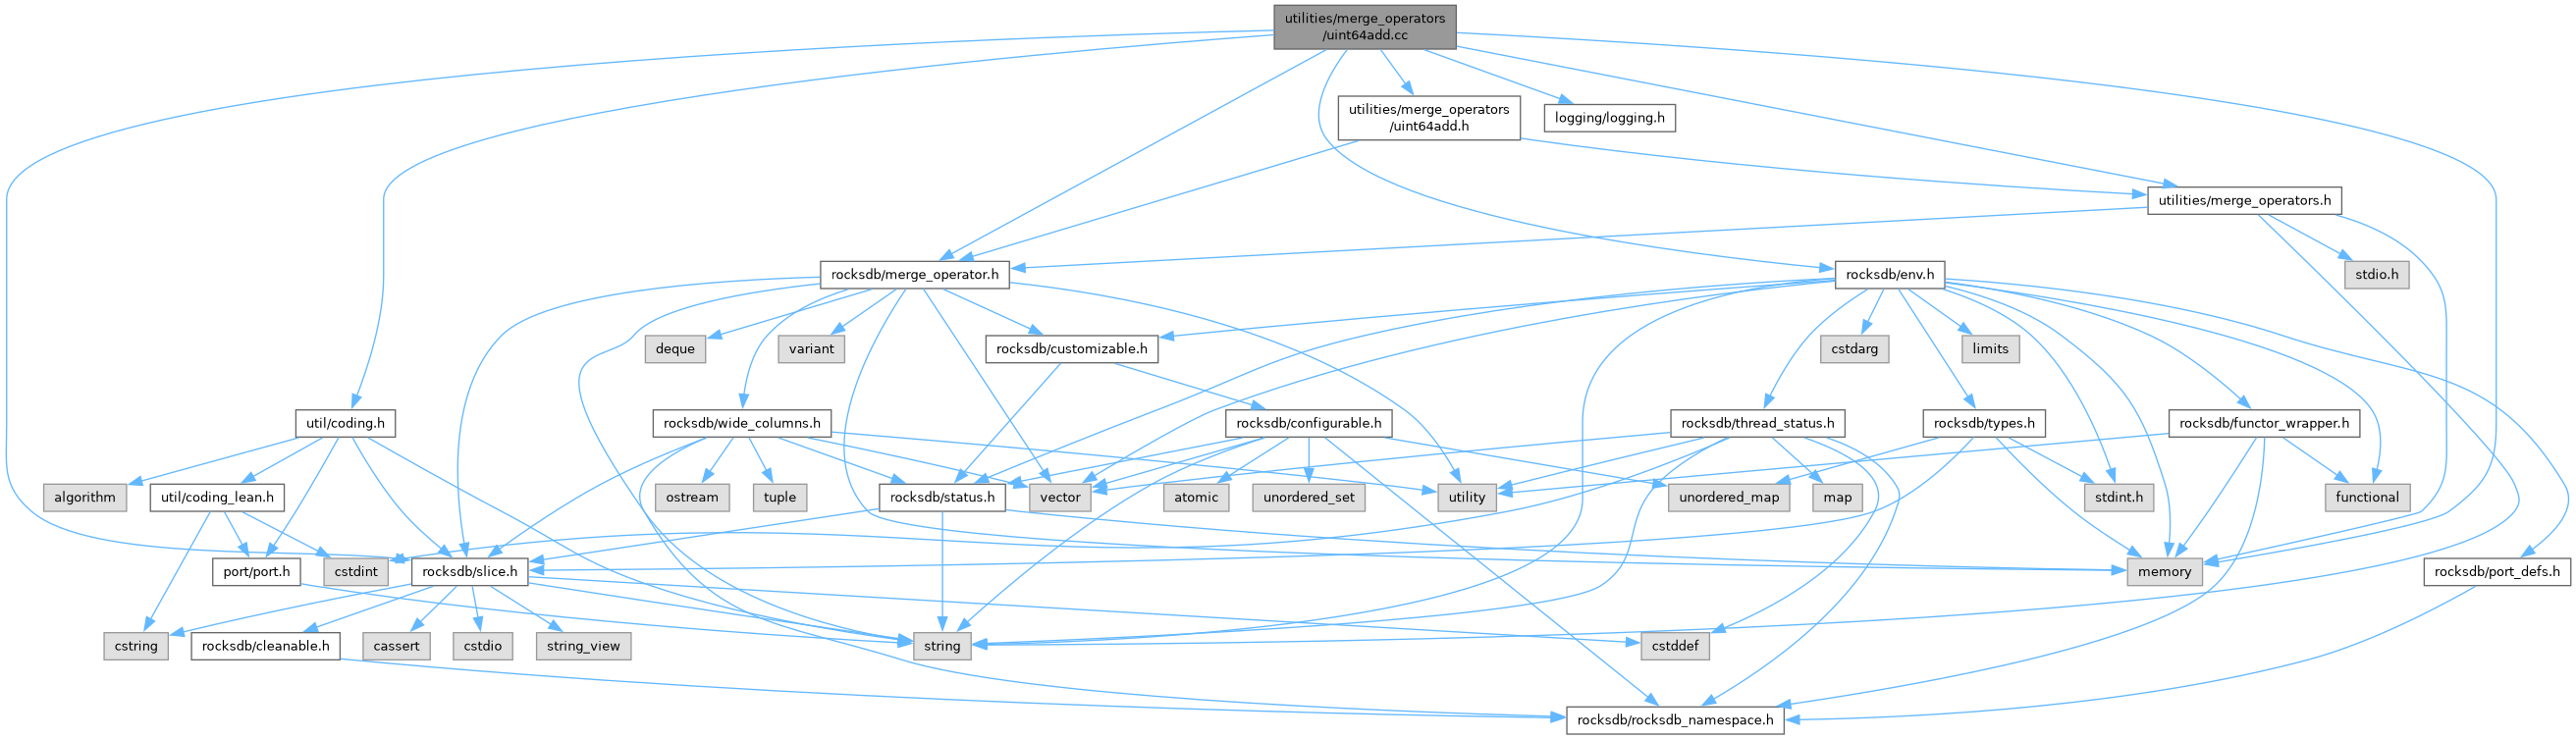 utilities/merge_operators
/uint64add.cc
utilities/merge_operators
/uint64add.h
logging/logging.h
utilities/merge_operators.h
rocksdb/merge_operator.h
rocksdb/env.h
stdio.h
deque
variant
rocksdb/customizable.h
cstdarg
limits
util/coding.h
rocksdb/wide_columns.h
rocksdb/configurable.h
rocksdb/thread_status.h
rocksdb/types.h
rocksdb/functor_wrapper.h
algorithm
util/coding_lean.h
ostream
tuple
rocksdb/status.h
vector
atomic
unordered_set
utility
unordered_map
map
stdint.h
functional
port/port.h
cstdint
rocksdb/slice.h
memory
rocksdb/port_defs.h
cstring
rocksdb/cleanable.h
cassert
cstdio
string_view
string
cstddef
rocksdb/rocksdb_namespace.h